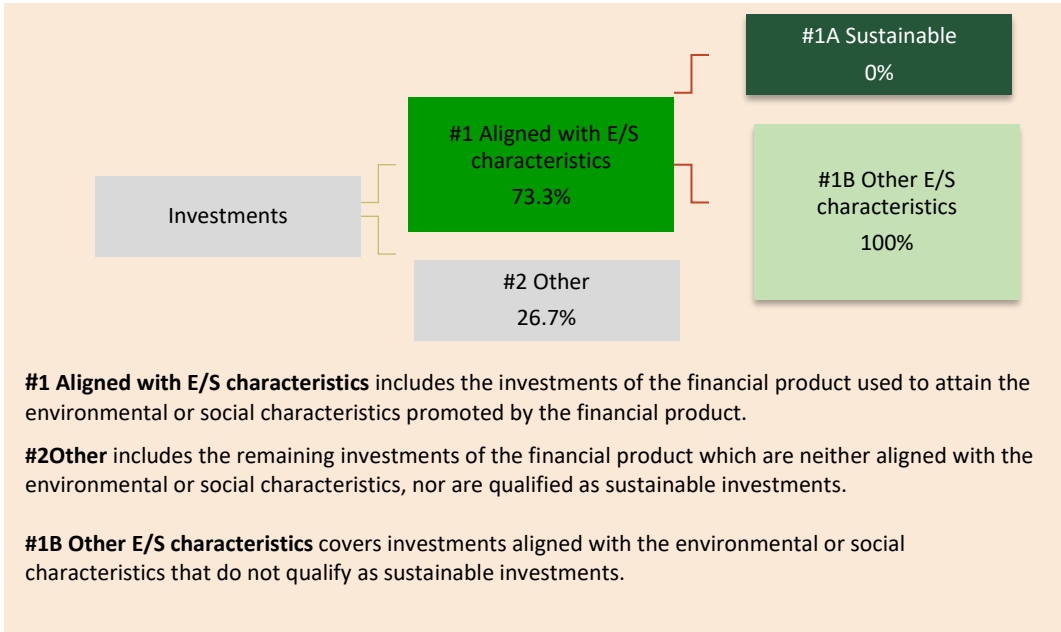 #1A Sustainable
0%
#1 Aligned with E/S
characteristics
73.3%
#1B Other E/S
characteristics
100%
Investments
#2 Other
26.7%
#1 Aligned with E/S characteristics includes the investments of the financial product used to attain the
environmental or social characteristics promoted by the financial product.
#2Other includes the remaining investments of the financial product which are neither aligned with the
environmental or social characteristics, nor are qualified as sustainable investments.
#1B Other E/S characteristics covers investments aligned with the environmental or social
characteristics that do not qualify as sustainable investments.